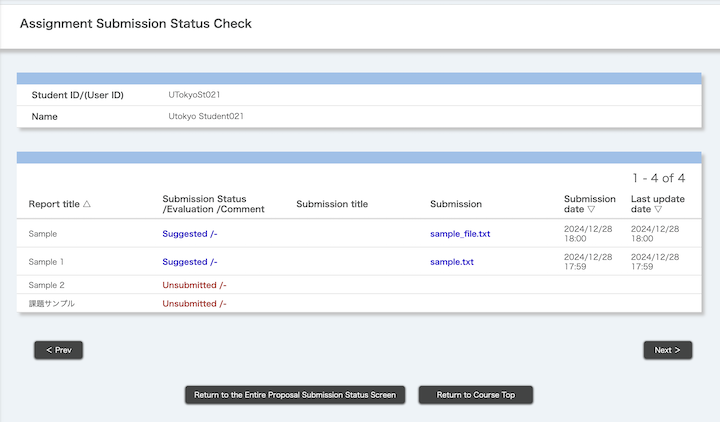 Assignment Submission Status Check
Student ID/(User ID) UTokyoSt021
Name Utokyo Student021
1 - 4 of 4
Report title △ Submission Status /Evaluation /Comment Submission title Submission Submission date ▽ Last update date ▽
Sample Suggested /- sample_file.txt 2024/12/28 18:00 2024/12/28 18:00
Sample 1 Suggested /- sample.txt 2024/12/28 17:59 2024/12/28 17:59
Sample 2 Unsubmitted /-
課題サンプル Unsubmitted /-
< Prev Next >
Return to the Entire Proposal Submission Status Screen Return to Course Top